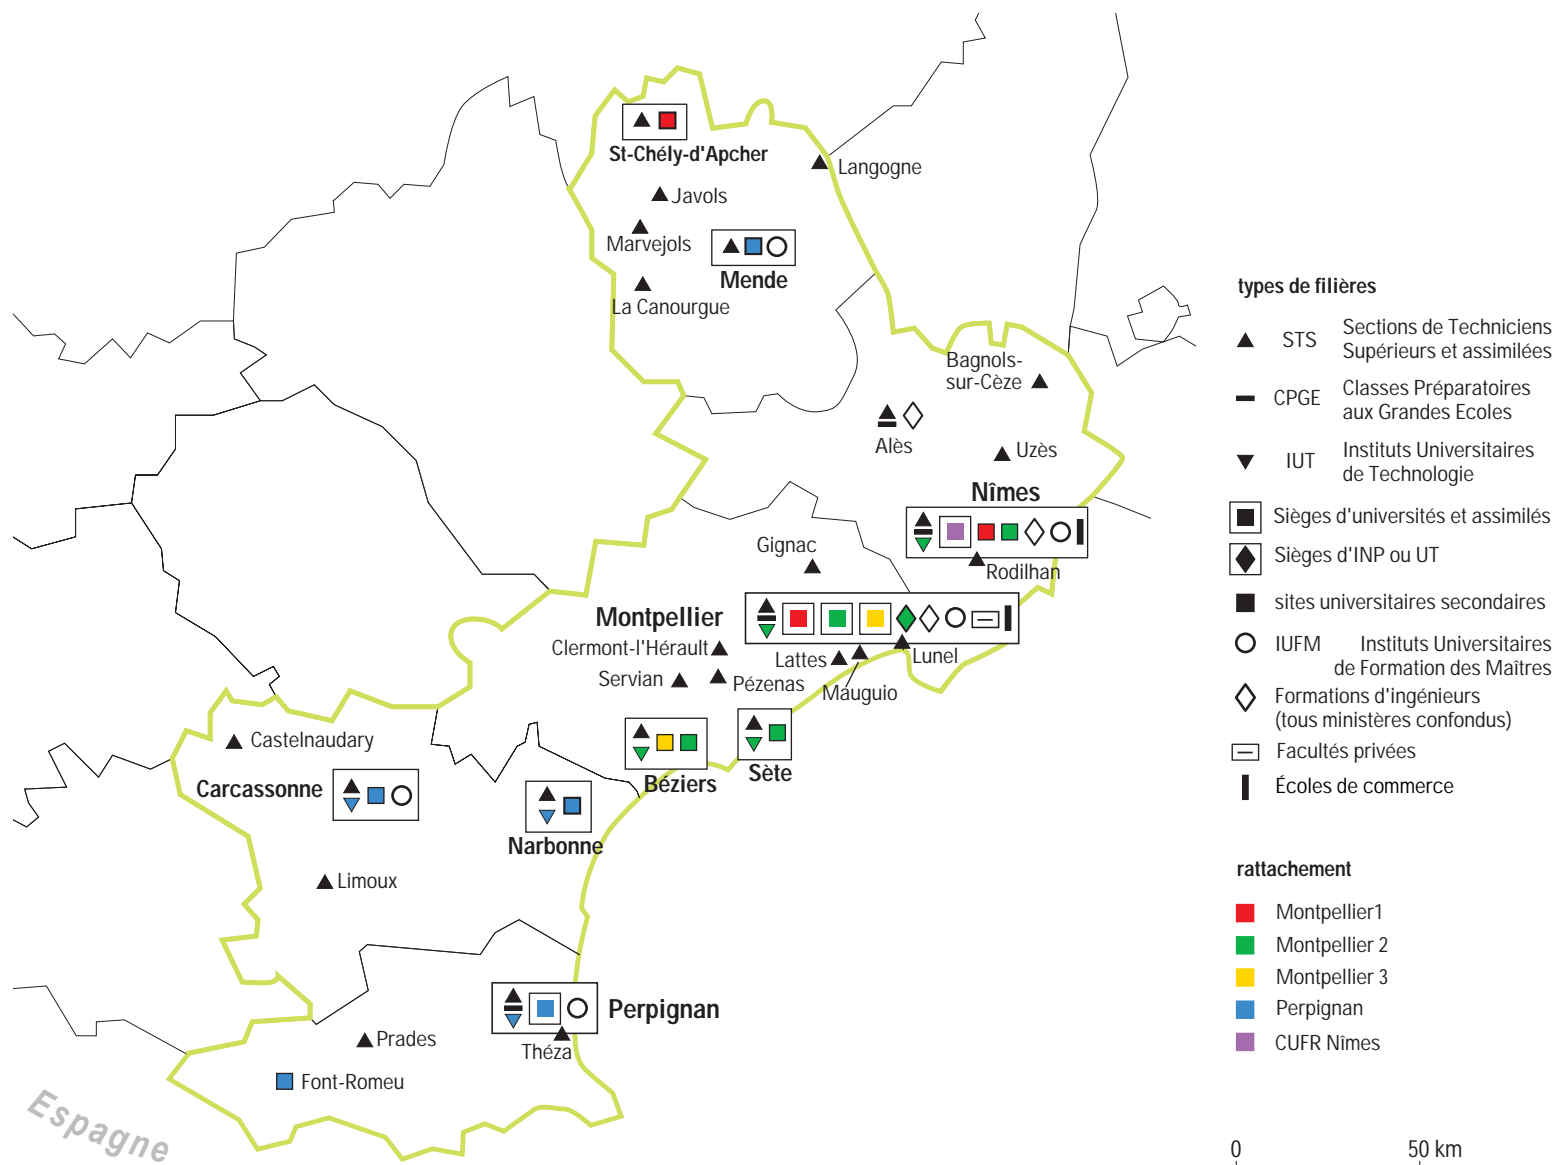 St-Chély-d'Apcher
Langogne
Javols
Marvejols
Mende
La Canourgue
Bagnols-
sur-Cèze
Alès
Uzès
Nîmes
Gignac
Rodilhan
Montpellier
Clermont-l'Hérault
Lattes
Lunel
Servian
Pézenas
Mauguio
Castelnaudary
Béziers
Sète
Carcassonne
Narbonne
Limoux
Perpignan
Prades
Théza
Font-Romeu
Espagne
types de filières
STS Sections de Techniciens
Supérieurs et assimilées
CPGE Classes Préparatoires
aux Grandes Ecoles
IUT Instituts Universitaires
de Technologie
Sièges d'universités et assimilés
Sièges d'INP ou UT
sites universitaires secondaires
IUFM Instituts Universitaires
de Formation des Maîtres
Formations d'ingénieurs
(tous ministères confondus)
Facultés privées
Écoles de commerce
rattachement
Montpellier1
Montpellier 2
Montpellier 3
Perpignan
CUFR Nîmes
0 50 km